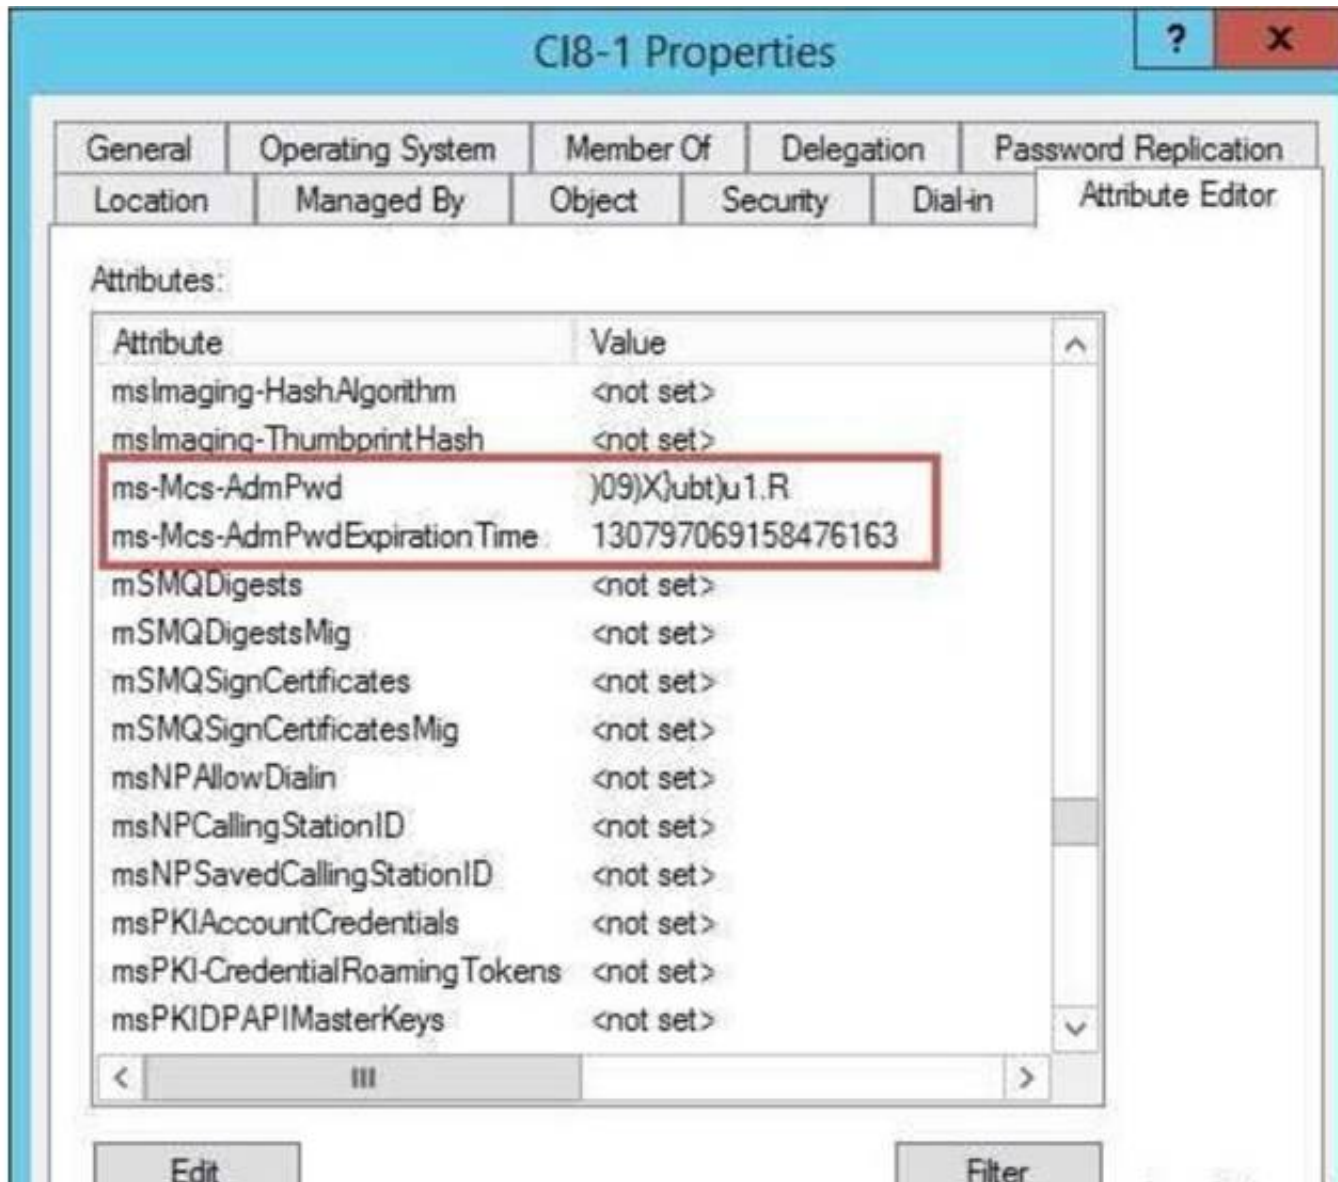 CI8-1 Properties ? x
General Operating System Member Of Delegation Password Replication
Location Managed By Object Security Dial-in Attribute Editor
Attributes:
Attribute Value
msImaging-HashAlgorithm <not set>
msImaging-ThumbprintHash <not set>
ms-Mcs-AdmPwd )09)X}ubt)u1.R
ms-Mcs-AdmPwdExpirationTime 130797069158476163
mSMQDigests <not set>
mSMQDigestsMig <not set>
mSMQSignCertificates <not set>
mSMQSignCertificatesMig <not set>
msNPAllowDialin <not set>
msNPCallingStationID <not set>
msNPSavedCallingStationID <not set>
msPKIAccountCredentials <not set>
msPKI-CredentialRoamingTokens <not set>
msPKIDPAPIMasterKeys <not set>
Edit Filter